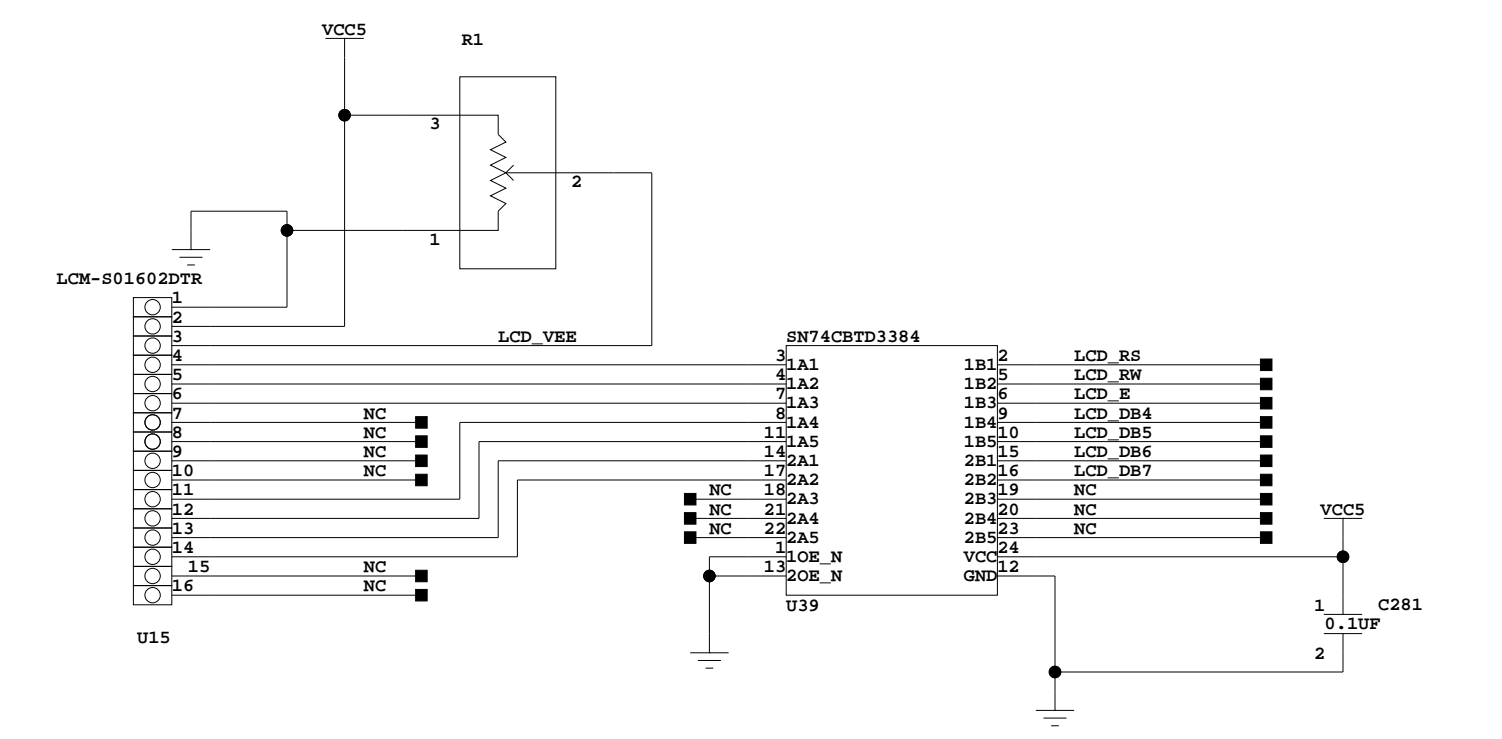 VCC5
R1
3
2
1
LCM-S01602DTR
1
2
3 LCD_VEE
4
5
6
7 NC
8 NC
9 NC
10 NC
11
12
13
14
15 NC
16 NC
U15
SN74CBTD3384
3 1A1 1B1 2 LCD_RS
4 1A2 1B2 5 LCD_RW
7 1A3 1B3 6 LCD_E
8 1A4 1B4 9 LCD_DB4
11 1A5 1B5 10 LCD_DB5
14 2A1 2B1 15 LCD_DB6
17 2A2 2B2 16 LCD_DB7
NC 18 2A3 2B3 19 NC
NC 21 2A4 2B4 20 NC
NC 22 2A5 2B5 23 NC
1 1OE_N VCC 24
13 2OE_N GND 12
U39
VCC5
1 C281
0.1UF
2